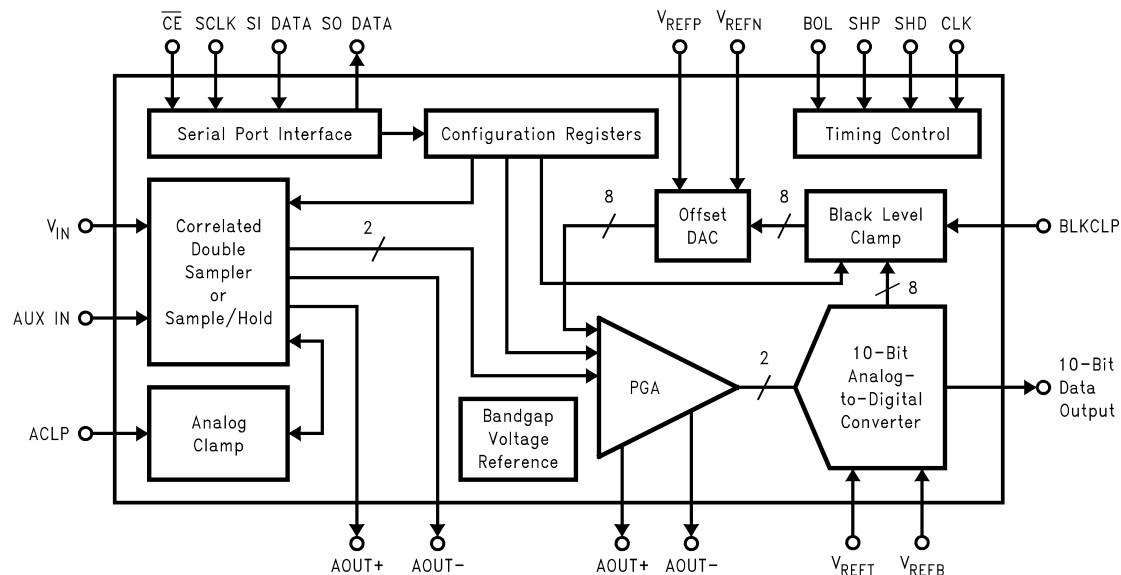 CE SCLK SI DATA SO DATA
VREFP VREFN
BOL SHP SHD CLK
Serial Port Interface
Configuration Registers
Timing Control
VIN
AUX IN
ACLP
Correlated
Double
Sampler
or
Sample/Hold
2
8
Offset
DAC
8
Black Level
Clamp
BLKCLP
8
Analog
Clamp
Bandgap
Voltage
Reference
PGA
2
10-Bit
Analog-
to-Digital
Converter
10-Bit
Data
Output
AOUT+ AOUT-
AOUT+ AOUT-
VREFT VREFB